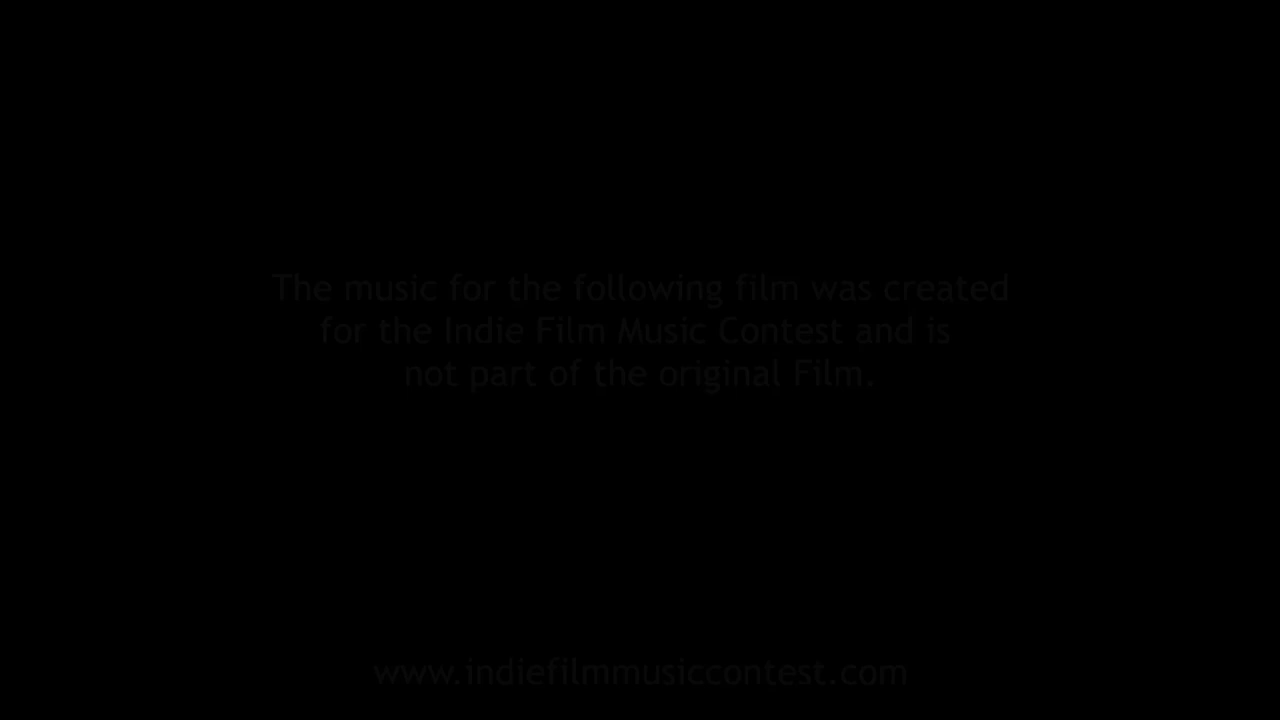 The music for the following film was created
for the Indie Film Music Contest and is
not part of the original Film.
www.indiefilmmusiccontest.com